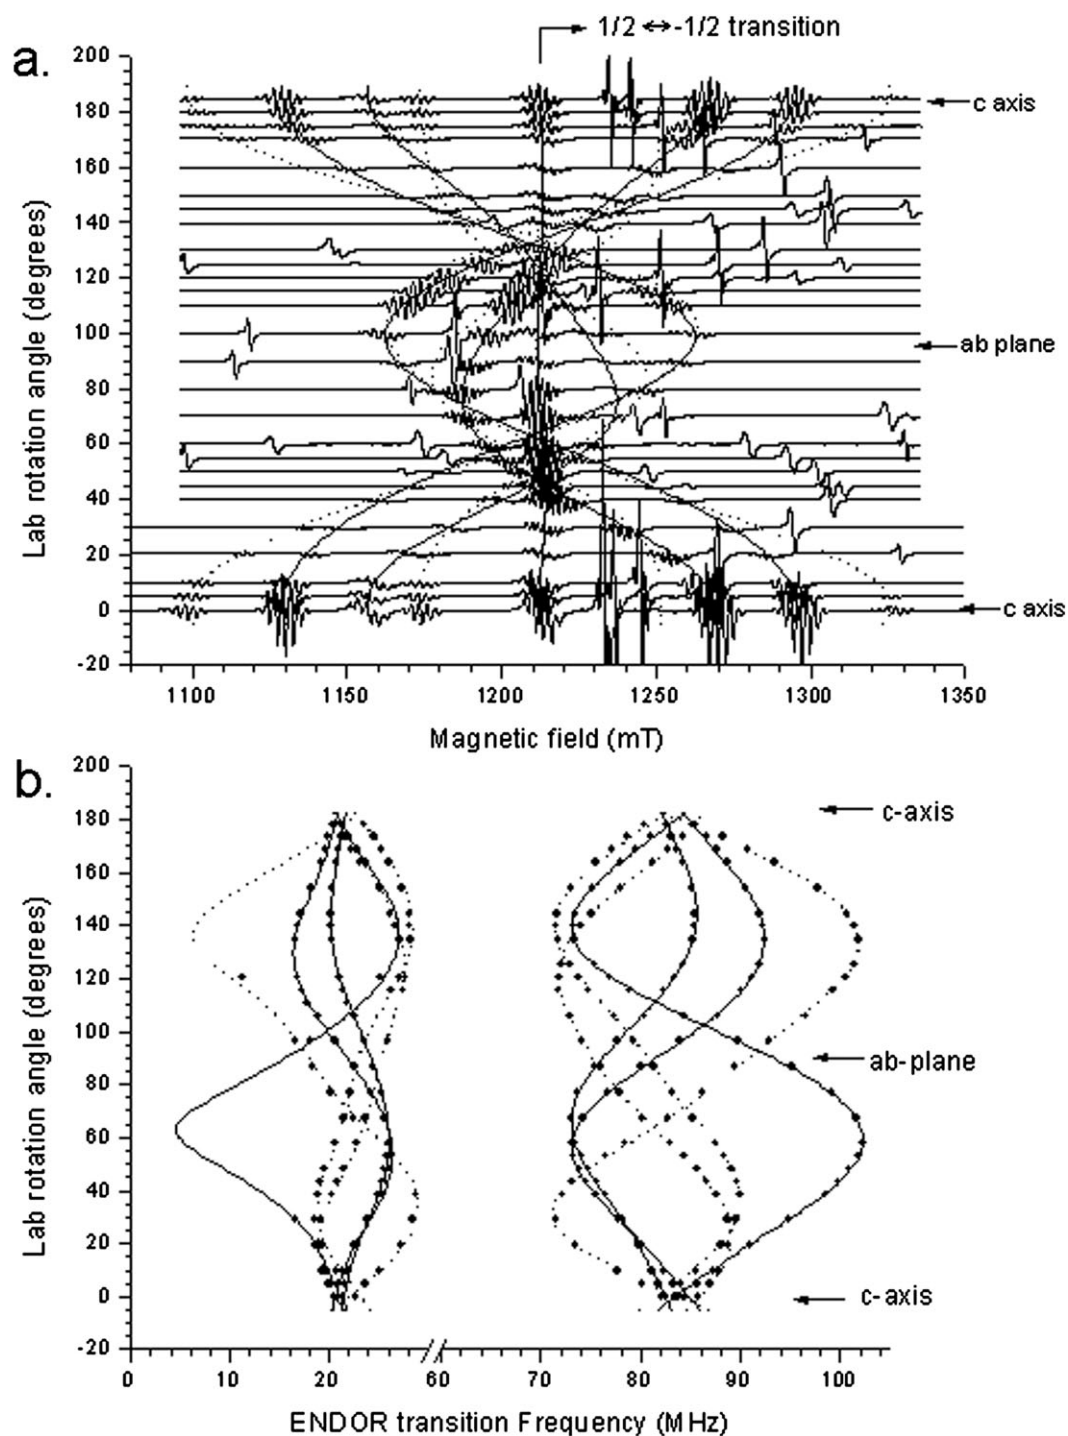 1/2 ↔-1/2 transition
a.
200
180
160
140
120
100
80
60
40
20
0
-20
Lab rotation angle (degrees)
c axis
ab plane
c axis
1100
1150
1200
1250
1300
1350
Magnetic field (mT)
b.
200
180
160
140
120
100
80
60
40
20
0
-20
Lab rotation angle (degrees)
c-axis
ab-plane
c-axis
0
10
20
60
70
80
90
100
ENDOR transition Frequency (MHz)